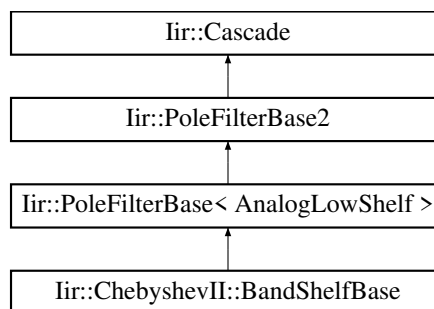 Iir::Cascade
Iir::PoleFilterBase2
Iir::PoleFilterBase< AnalogLowShelf >
Iir::ChebyshevII::BandShelfBase